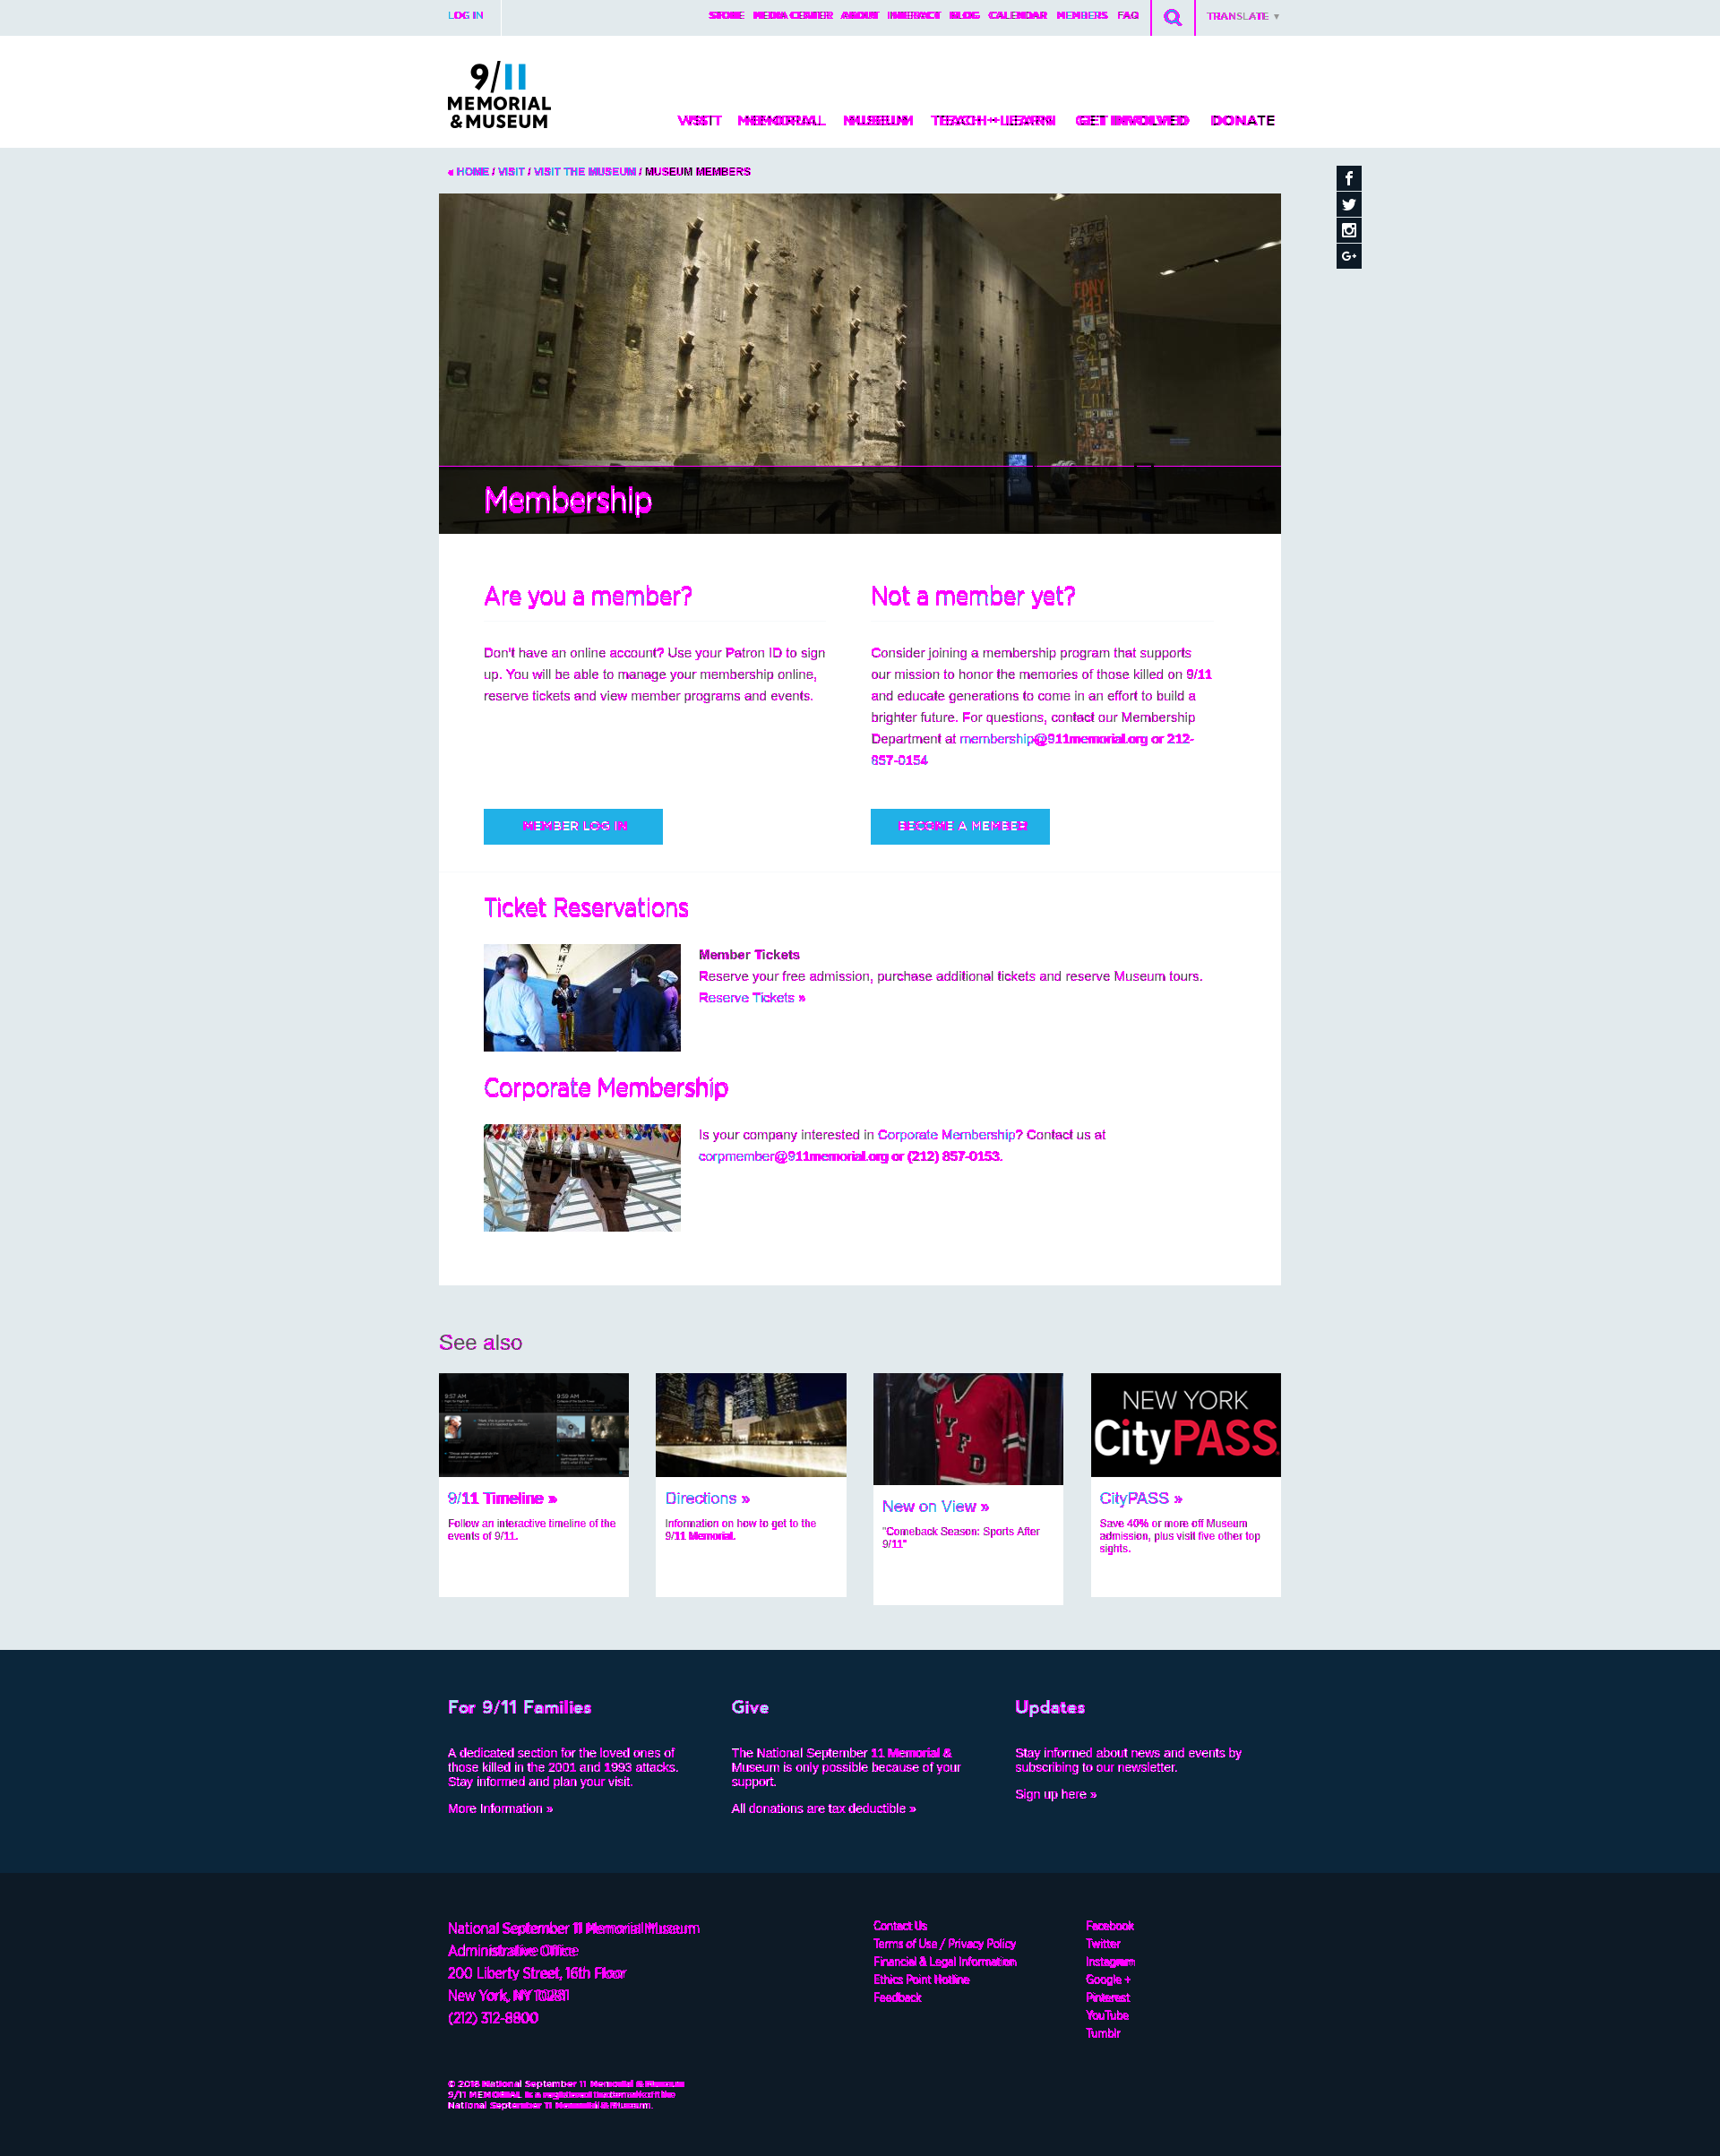 LOG IN
STORE MEDIA CENTER ABOUT INTERACT BLOG CALENDAR MEMBERS FAQ
TRANSLATE ▼
9/11
MEMORIAL
& MUSEUM
VISIT MEMORIAL MUSEUM TEACH + LEARN GET INVOLVED DONATE
« HOME / VISIT / VISIT THE MUSEUM / MUSEUM MEMBERS
Membership
Are you a member?
Don't have an online account? Use your Patron ID to sign
up. You will be able to manage your membership online,
reserve tickets and view member programs and events.
MEMBER LOG IN
Not a member yet?
Consider joining a membership program that supports
our mission to honor the memories of those killed on 9/11
and educate generations to come in an effort to build a
brighter future. For questions, contact our Membership
Department at membership@911memorial.org or 212-
857-0154
BECOME A MEMBER
Ticket Reservations
Member Tickets
Reserve your free admission, purchase additional tickets and reserve Museum tours.
Reserve Tickets »
Corporate Membership
Is your company interested in Corporate Membership? Contact us at
corpmember@911memorial.org or (212) 857-0153.
See also
9/11 Timeline »
Follow an interactive timeline of the
events of 9/11.
Directions »
Information on how to get to the
9/11 Memorial.
New on View »
"Comeback Season: Sports After
9/11"
NEW YORK
CityPASS
CityPASS »
Save 40% or more off Museum
admission, plus visit five other top
sights.
For 9/11 Families
A dedicated section for the loved ones of
those killed in the 2001 and 1993 attacks.
Stay informed and plan your visit.
More Information »
Give
The National September 11 Memorial &
Museum is only possible because of your
support.
All donations are tax deductible »
Updates
Stay informed about news and events by
subscribing to our newsletter.
Sign up here »
National September 11 Memorial Museum
Administrative Office
200 Liberty Street, 16th Floor
New York, NY 10281
(212) 312-8800
Contact Us
Terms of Use / Privacy Policy
Financial & Legal Information
Ethics Point Hotline
Feedback
Facebook
Twitter
Instagram
Google +
Pinterest
YouTube
Tumblr
© 2018 National September 11 Memorial & Museum
9/11 MEMORIAL is a registered trademark of the
National September 11 Memorial & Museum.